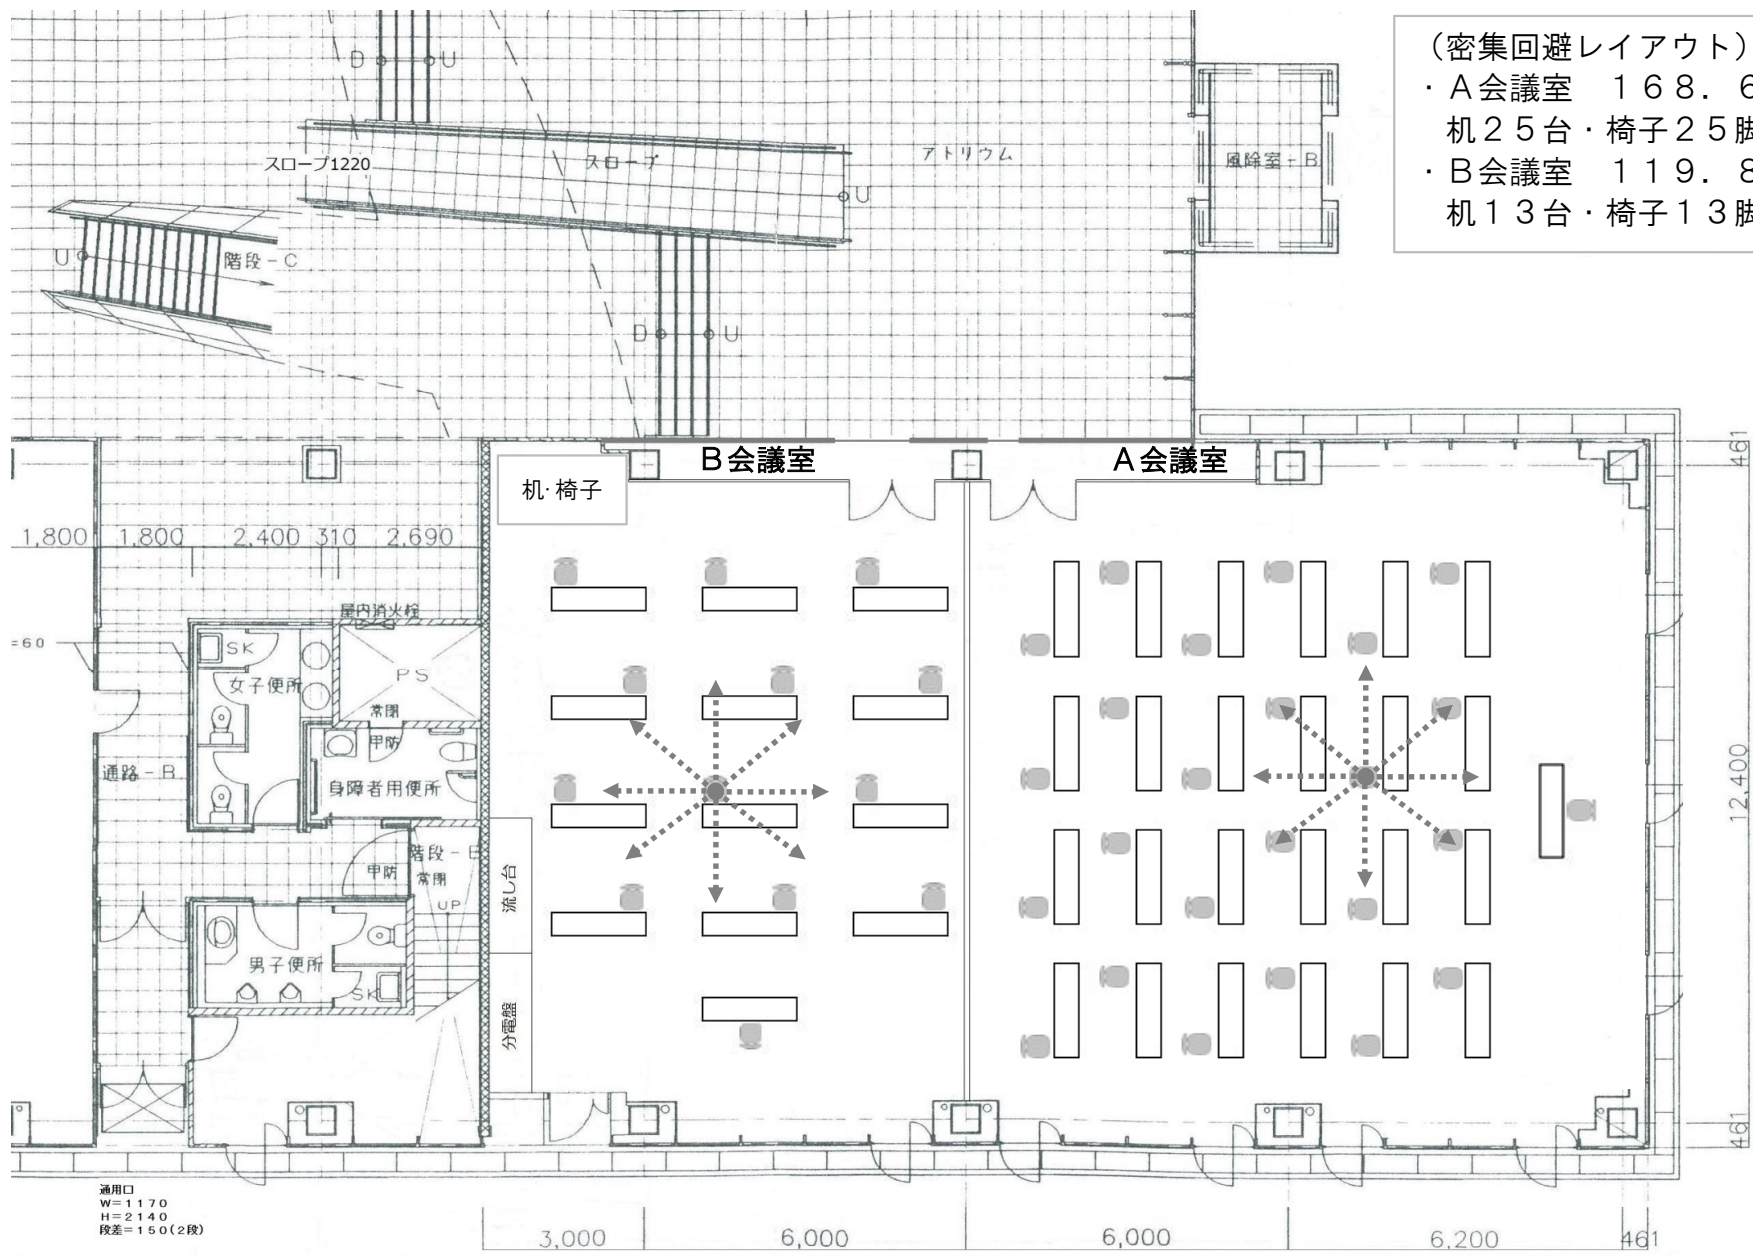 （密集回避レイアウト）
・Ａ会議室　１６８．６
机２５台・椅子２５脚
・Ｂ会議室　１１９．８
机１３台・椅子１３脚
D
U
スロープ1220
スロープ
アトリウム
風除室－B
U
U
階段－C
D
U
Ｂ会議室
Ａ会議室
机･椅子
461
1,800
1,800
2,400
310
2,690
屋内消火栓
=60
SK
女子便所
PS
常閉
甲防
通路－B
身障者用便所
12,400
階段－E
甲防
常閉
流し台
UP
男子便所
SK
分電盤
461
通用口
W=1170
H=2140
段差=150(2段)
3,000
6,000
6,000
6,200
461